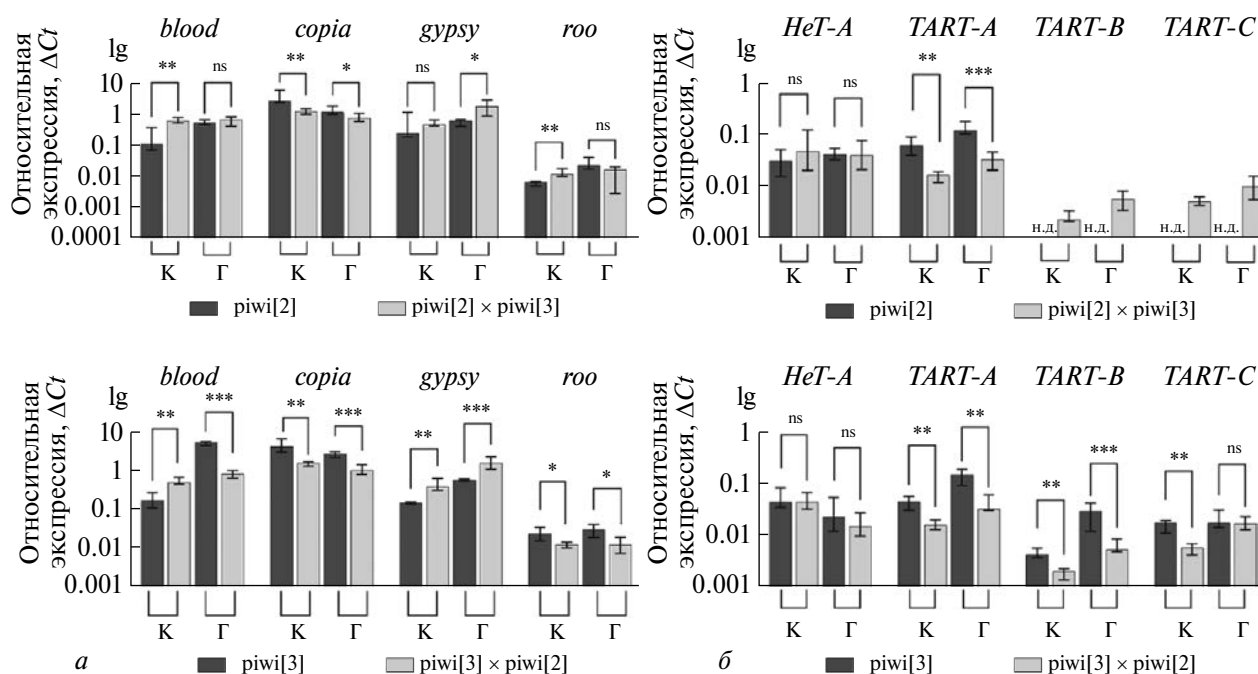 blood copia gypsy roo
Относительная экспрессия, ΔCt
lg
10
1
0.1
0.01
0.001
0.0001
** ns ** * ns * ** ns
К Г К Г К Г К Г
piwi[2] piwi[2] × piwi[3]
HeT-A TART-A TART-B TART-C
Относительная экспрессия, ΔCt
lg
1
0.1
0.01
0.001
ns ns ** ***
н.д. н.д. н.д. н.д.
К Г К Г К Г К Г
piwi[2] piwi[2] × piwi[3]
blood copia gypsy roo
Относительная экспрессия, ΔCt
lg
10
1
0.1
0.01
0.001
** *** ** *** ** *** * *
К Г К Г К Г К Г
а piwi[3] piwi[3] × piwi[2]
HeT-A TART-A TART-B TART-C
Относительная экспрессия, ΔCt
lg
1
0.1
0.01
0.001
ns ns ** ** ** *** ** ns
К Г К Г К Г К Г
б piwi[3] piwi[3] × piwi[2]